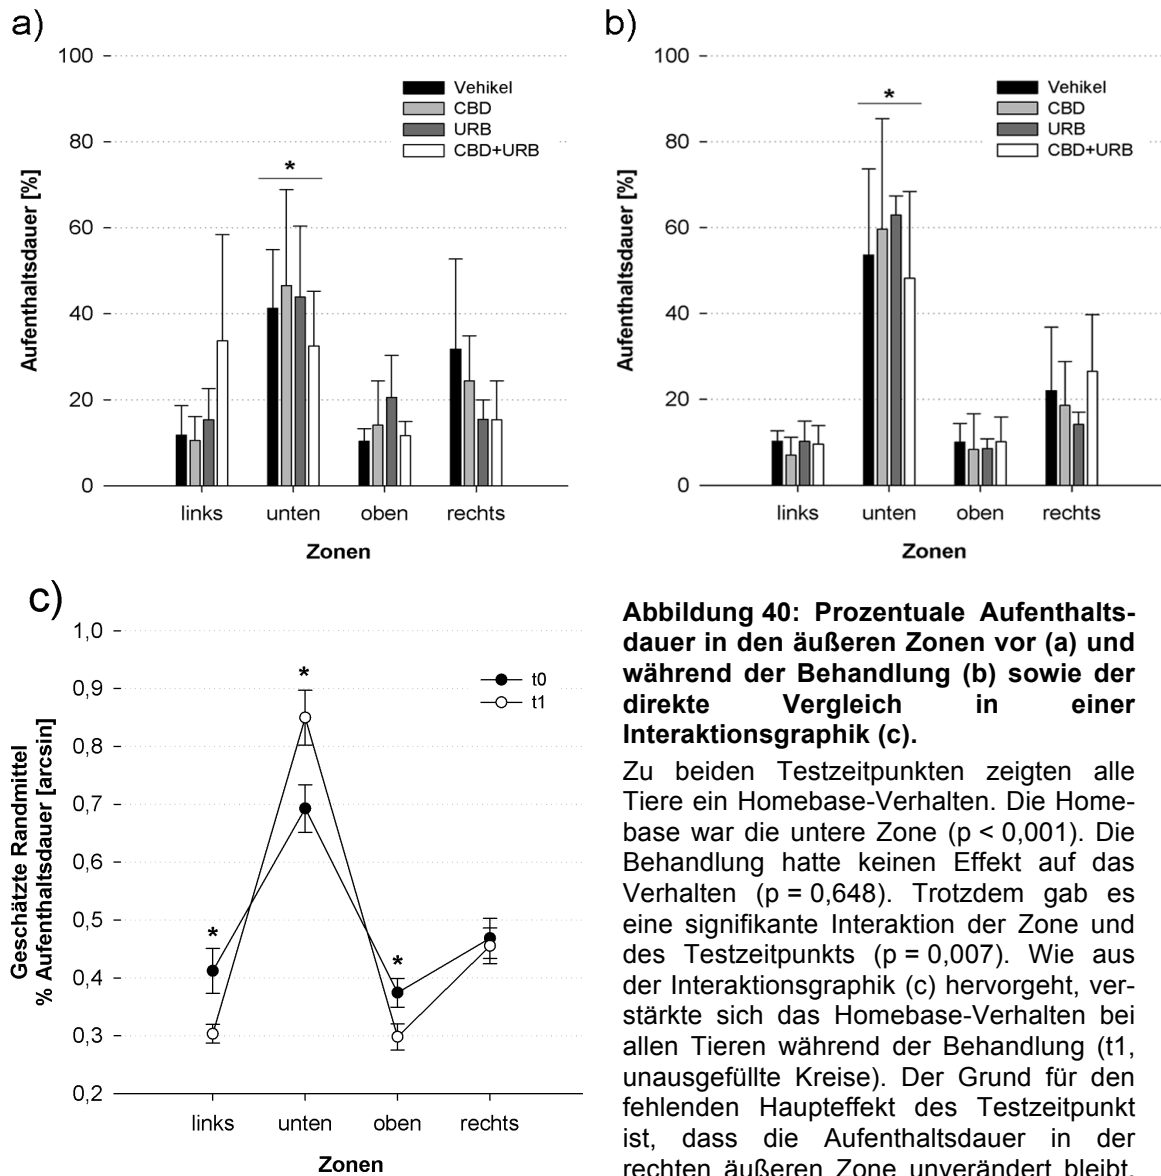 a)
100
80
60
40
20
0
Aufenthaltsdauer [%]
Vehikel
CBD
URB
CBD+URB
*
links unten oben rechts
Zonen
b)
100
80
60
40
20
0
Aufenthaltsdauer [%]
Vehikel
CBD
URB
CBD+URB
*
links unten oben rechts
Zonen
c)
1,0
0,9
0,8
0,7
0,6
0,5
0,4
0,3
0,2
Geschätzte Randmittel
% Aufenthaltsdauer [arcsin]
t0
t1
*
*
*
links unten oben rechts
Zonen
Abbildung 40: Prozentuale Aufenthalts-
dauer in den äußeren Zonen vor (a) und
während der Behandlung (b) sowie der
direkte Vergleich in einer
Interaktionsgraphik (c).
Zu beiden Testzeitpunkten zeigten alle
Tiere ein Homebase-Verhalten. Die Home-
base war die untere Zone (p < 0,001). Die
Behandlung hatte keinen Effekt auf das
Verhalten (p = 0,648). Trotzdem gab es
eine signifikante Interaktion der Zone und
des Testzeitpunkts (p = 0,007). Wie aus
der Interaktionsgraphik (c) hervorgeht, ver-
stärkte sich das Homebase-Verhalten bei
allen Tieren während der Behandlung (t1,
unausgefüllte Kreise). Der Grund für den
fehlenden Haupteffekt des Testzeitpunkt
ist, dass die Aufenthaltsdauer in der
rechten äußeren Zone unverändert bleibt.